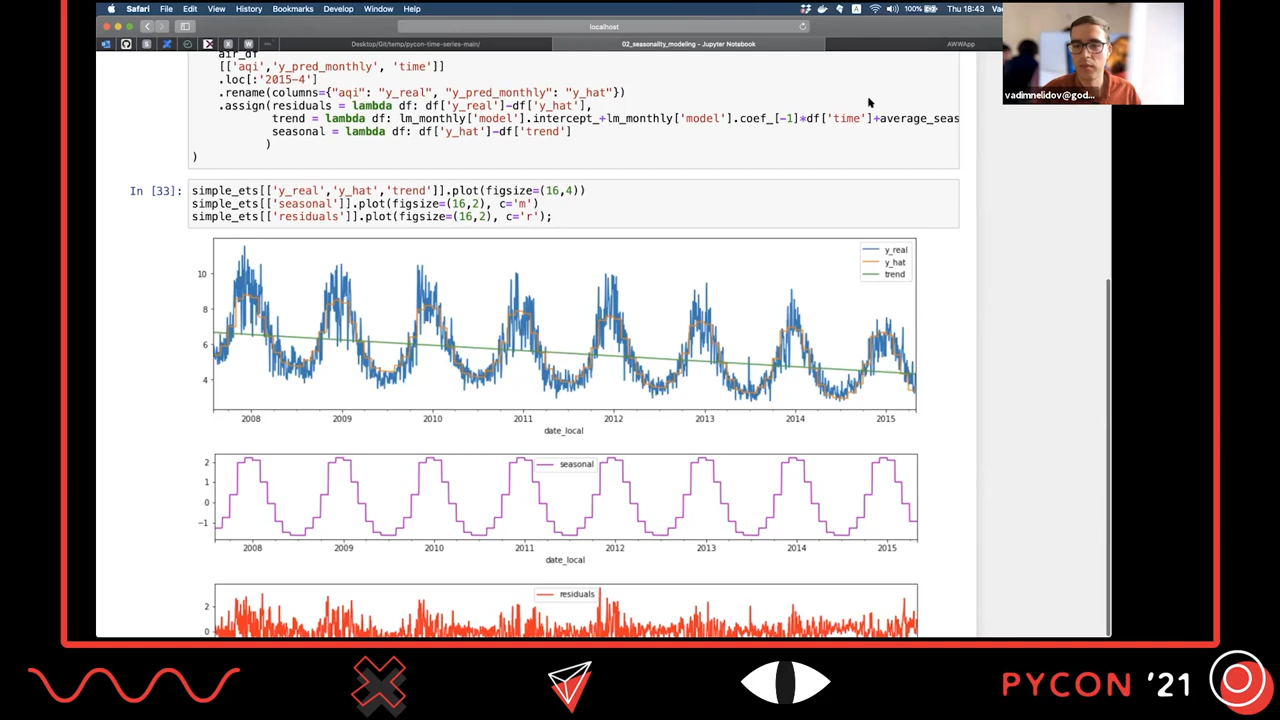 Safari File Edit View History Bookmarks Develop Window Help
A 100% Thu 18:43 Vad
localhost
Desktop/Git/temp/pycon-time-series-main/
02_seasonality_modeling - Jupyter Notebook
AWWApp
vadimnelidov@god...
air_df
[['aqi','y_pred_monthly', 'time']]
.loc[:'2015-4']
.rename(columns={"aqi": "y_real", "y_pred_monthly": "y_hat"})
.assign(residuals = lambda df: df['y_real']-df['y_hat'],
trend = lambda df: lm_monthly['model'].intercept_+lm_monthly['model'].coef_[-1]*df['time']+average_seas
seasonal = lambda df: df['y_hat']-df['trend']
)
)
In [33]:
simple_ets[['y_real','y_hat','trend']].plot(figsize=(16,4))
simple_ets[['seasonal']].plot(figsize=(16,2), c='m')
simple_ets[['residuals']].plot(figsize=(16,2), c='r');
y_real
y_hat
trend
10
8
6
4
2008 2009 2010 2011 2012 2013 2014 2015
date_local
seasonal
2
1
0
−1
2008 2009 2010 2011 2012 2013 2014 2015
date_local
residuals
2
0
PYCON '21